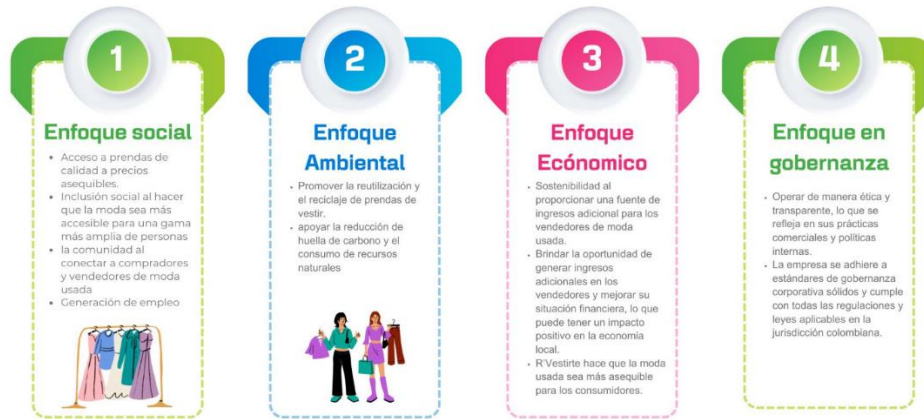 1
Enfoque social
• Acceso a prendas de
calidad a precios
asequibles.
• Inclusión social al hacer
que la moda sea más
accesible para una gama
más amplia de personas
• la comunidad al
conectar a compradores
y vendedores de moda
usada
• Generación de empleo
2
Enfoque
Ambiental
• Promover la reutilización y
el reciclaje de prendas de
vestir.
• apoyar la reducción de
huella de carbono y el
consumo de recursos
naturales
3
Enfoque
Ecónomico
• Sostenibilidad al
proporcionar una fuente de
ingresos adicional para los
vendedores de moda
usada.
• Brindar la oportunidad de
generar ingresos
adicionales en los
vendedores y mejorar su
situación financiera, lo que
puede tener un impacto
positivo en la economía
local.
• R'Vestirte hace que la moda
usada sea más asequible
para los consumidores.
4
Enfoque en
gobernanza
• Operar de manera ética y
transparente, lo que se
refleja en sus prácticas
comerciales y políticas
internas.
• La empresa se adhiere a
estándares de gobernanza
corporativa sólidos y cumple
con todas las regulaciones y
leyes aplicables en la
jurisdicción colombiana.